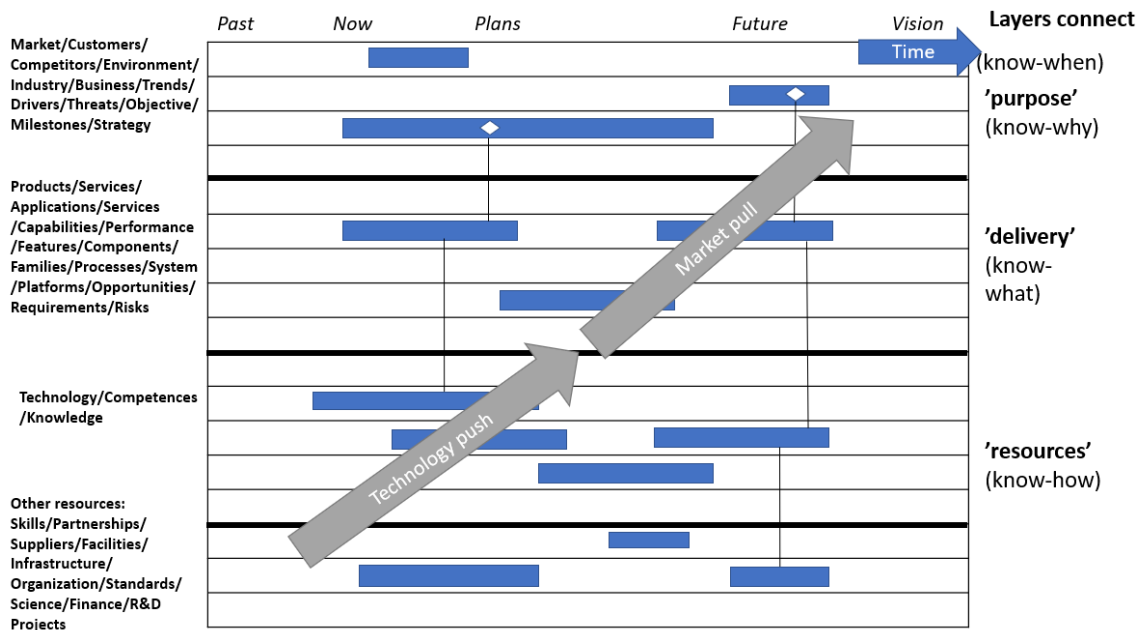 Past
Now
Plans
Future
Vision
Layers connect
Time
(know-when)
Market/Customers/
Competitors/Environment/
Industry/Business/Trends/
Drivers/Threats/Objective/
Milestones/Strategy
’purpose’
(know-why)
Products/Services/
Applications/Services
/Capabilities/Performance
/Features/Components/
Families/Processes/System
/Platforms/Opportunities/
Requirements/Risks
Market pull
’delivery’
(know-
what)
Technology/Competences
/Knowledge
Technology push
’resources’
(know-how)
Other resources:
Skills/Partnerships/
Suppliers/Facilities/
Infrastructure/
Organization/Standards/
Science/Finance/R&D
Projects